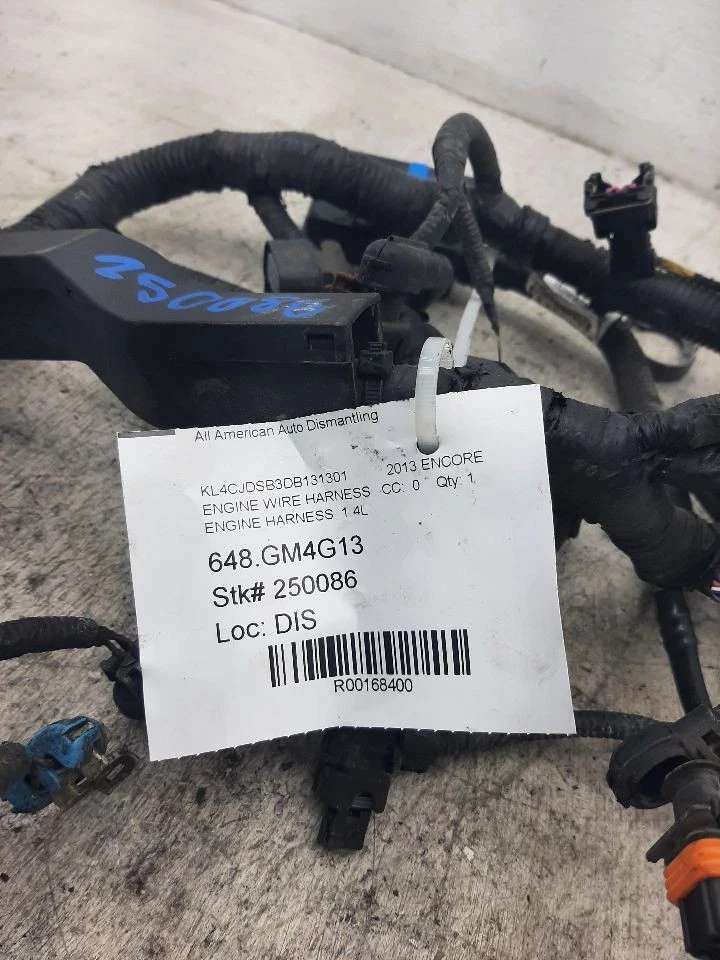 250086
All American Auto Dismantling
KL4CJDSB3DB131301 2013 ENCORE
ENGINE WIRE HARNESS CC: 0 Qty: 1
ENGINE HARNESS 1.4L
648.GM4G13
Stk# 250086
Loc: DIS
R00168400